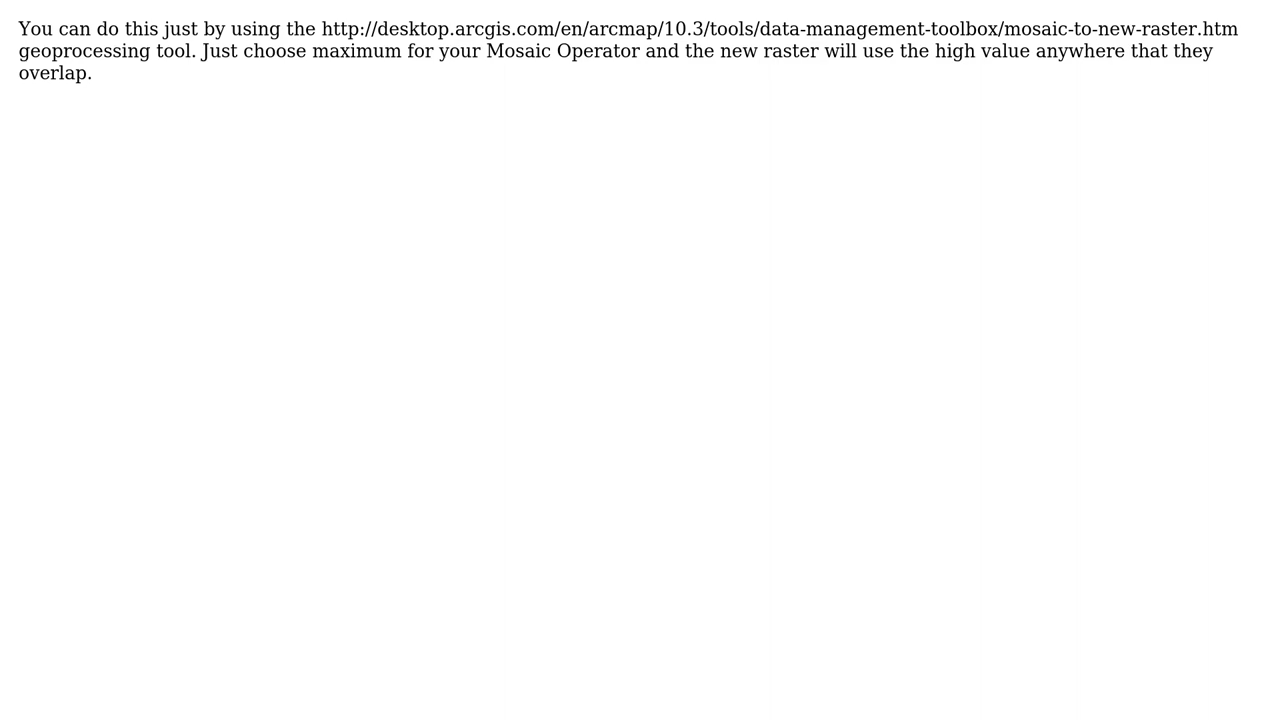 You can do this just by using the http://desktop.arcgis.com/en/arcmap/10.3/tools/data-management-toolbox/mosaic-to-new-raster.htm
geoprocessing tool. Just choose maximum for your Mosaic Operator and the new raster will use the high value anywhere that they
overlap.